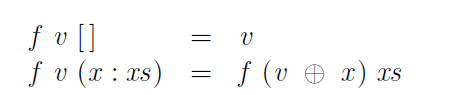 f v [] = v
f v (x : xs) = f (v ⊕ x) xs